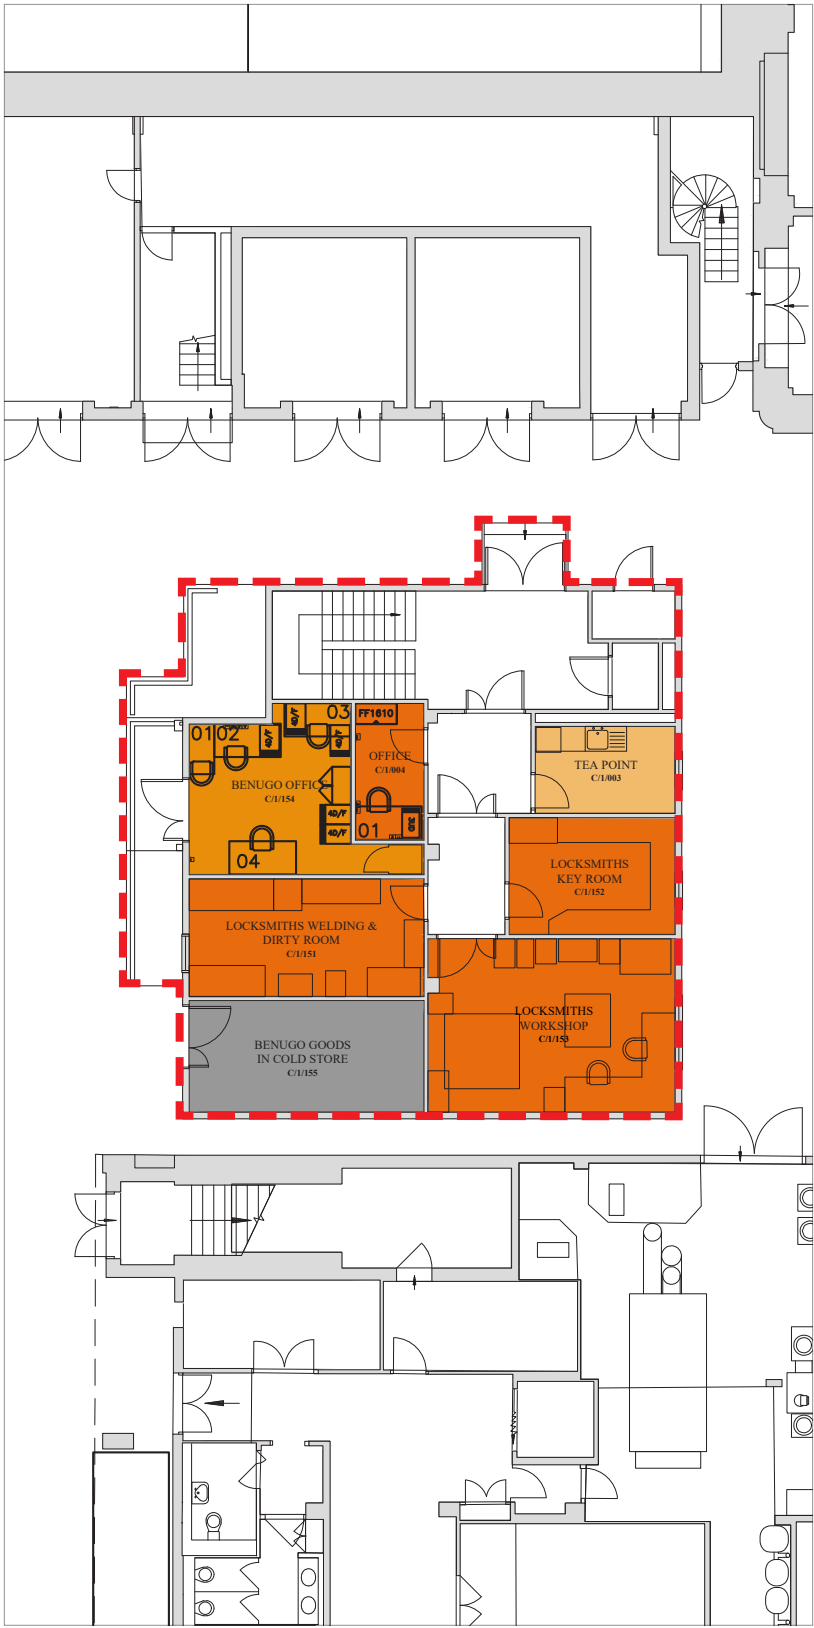 03
FF1610
4D/F
01
02
4D/F
4D/F
OFFICE
C/1/004
TEA POINT
C/1/003
BENUGO OFFICE
C/1/154
4D/F
4D/F
01
3UD
04
LOCKSMITHS
KEY ROOM
C/1/152
LOCKSMITHS WELDING &
DIRTY ROOM
C/1/151
LOCKSMITHS
WORKSHOP
C/1/153
BENUGO GOODS
IN COLD STORE
C/1/155